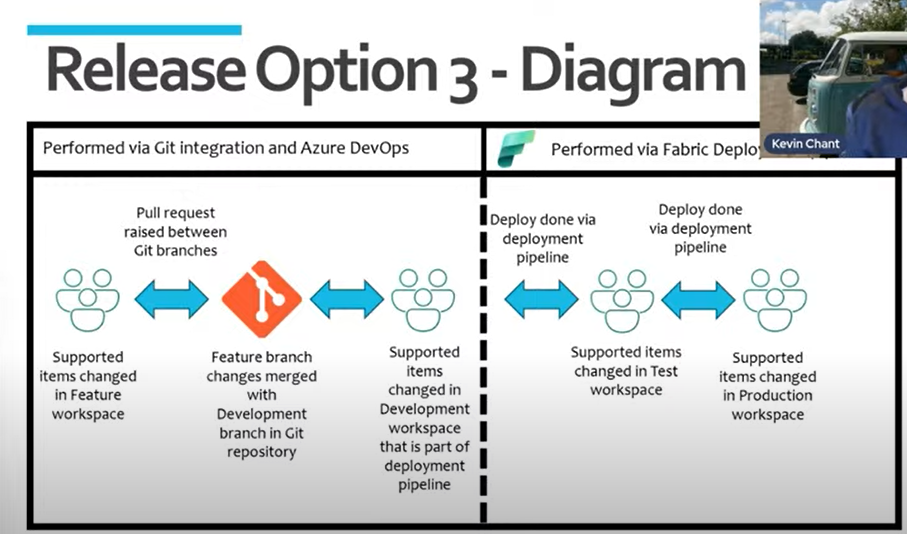 Release Option 3 - Diagram
Kevin Chant
Performed via Git integration and Azure DevOps
Performed via Fabric
Pull request
raised between
Git branches
Deploy done via
deployment
pipeline
Deploy done
via deployment
pipeline
Supported
items changed
in Feature
workspace
Feature branch
changes merged
with
Development
branch in Git
repository
Supported
items
changed in
Development
workspace
that is part of
deployment
pipeline
Supported items
changed in Test
workspace
Supported
items changed
in Production
workspace